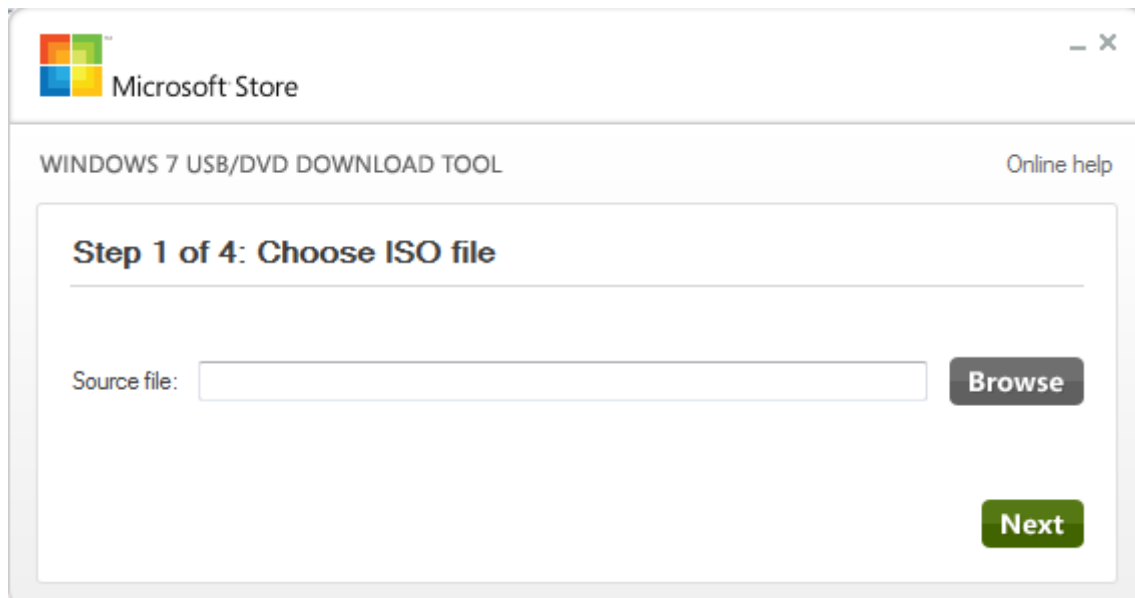 Microsoft Store
WINDOWS 7 USB/DVD DOWNLOAD TOOL Online help
Step 1 of 4: Choose ISO file
Source file: Browse
Next